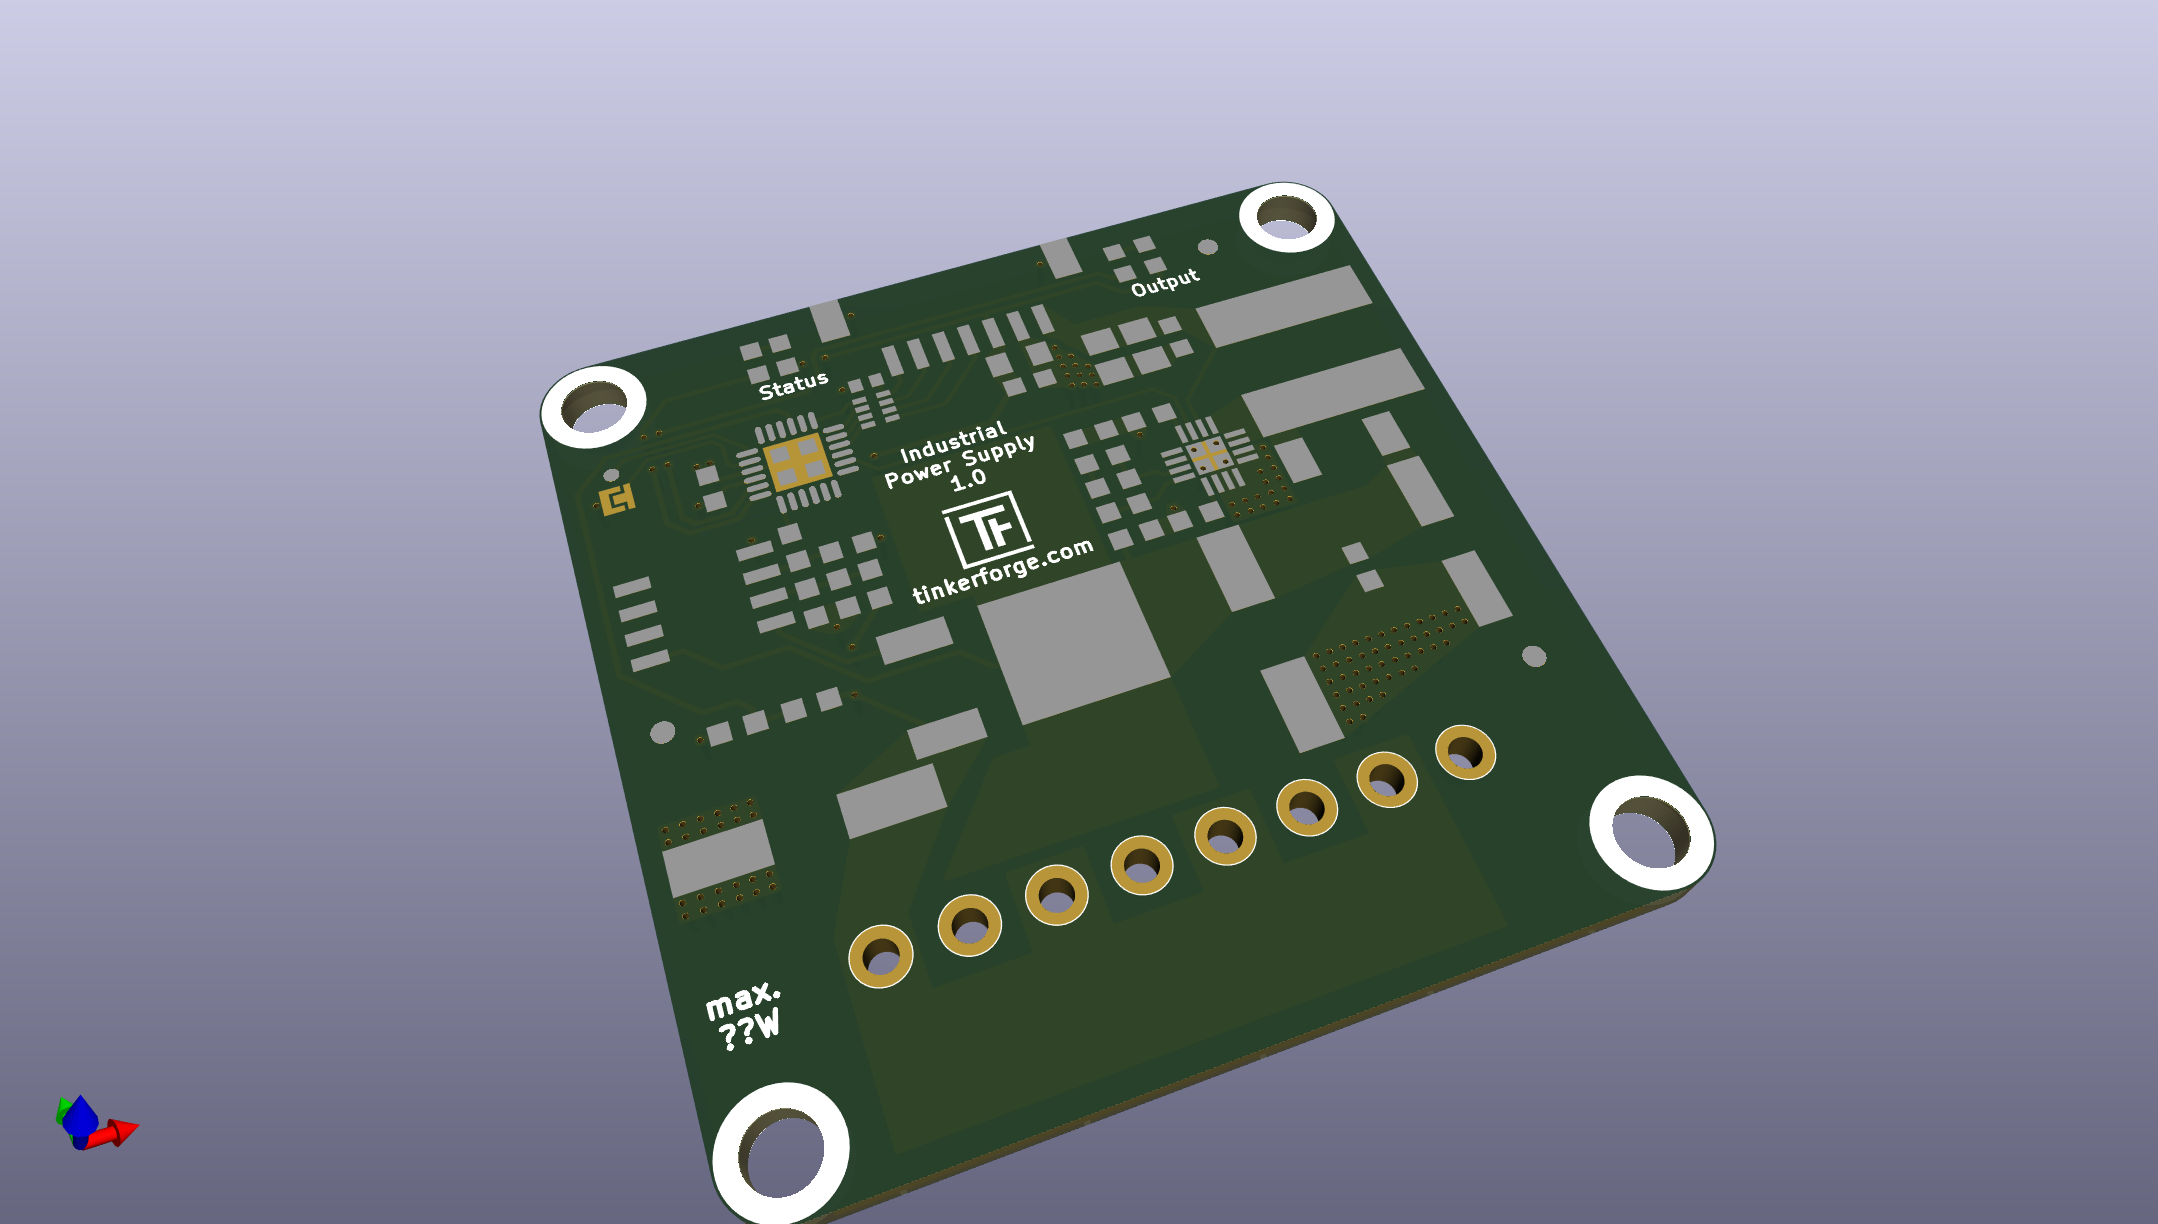 Output
Status
Industrial
Power Supply
1.0
TF
tinkerforge.com
max.
??W